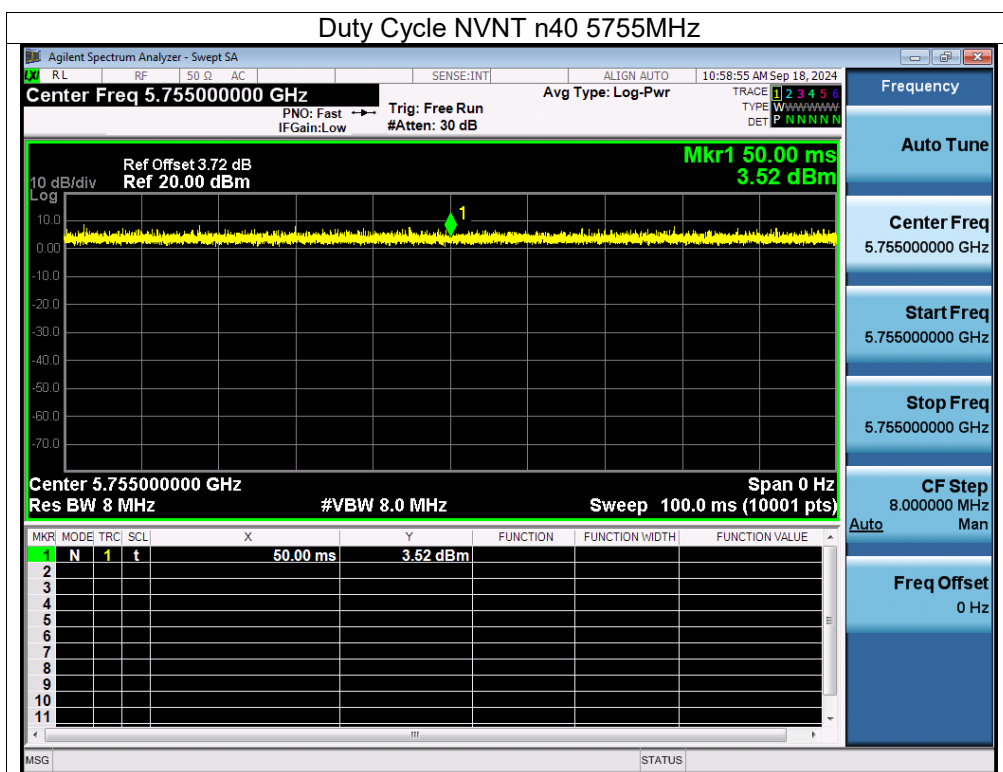 Duty Cycle NVNT n40 5755MHz
Agilent Spectrum Analyzer - Swept SA
LXI RL RF 50 Ω AC SENSE:INT ALIGN AUTO 10:58:55 AM Sep 18, 2024
Center Freq 5.755000000 GHz Avg Type: Log-Pwr TRACE 1 2 3 4 5 6
PNO: Fast Trig: Free Run TYPE WWWWWW
IFGain:Low #Atten: 30 dB DET P N N N N N
Mkr1 50.00 ms
3.52 dBm
Ref Offset 3.72 dB
10 dB/div Ref 20.00 dBm
Log
10.0
0.00
-10.0
-20.0
-30.0
-40.0
-50.0
-60.0
-70.0
1
Center 5.755000000 GHz Span 0 Hz
Res BW 8 MHz #VBW 8.0 MHz Sweep 100.0 ms (10001 pts)
MKR MODE TRC SCL X Y FUNCTION FUNCTION WIDTH FUNCTION VALUE
1 N 1 t 50.00 ms 3.52 dBm
2
3
4
5
6
7
8
9
10
11
MSG STATUS
Frequency
Auto Tune
Center Freq
5.755000000 GHz
Start Freq
5.755000000 GHz
Stop Freq
5.755000000 GHz
CF Step
8.000000 MHz
Auto Man
Freq Offset
0 Hz